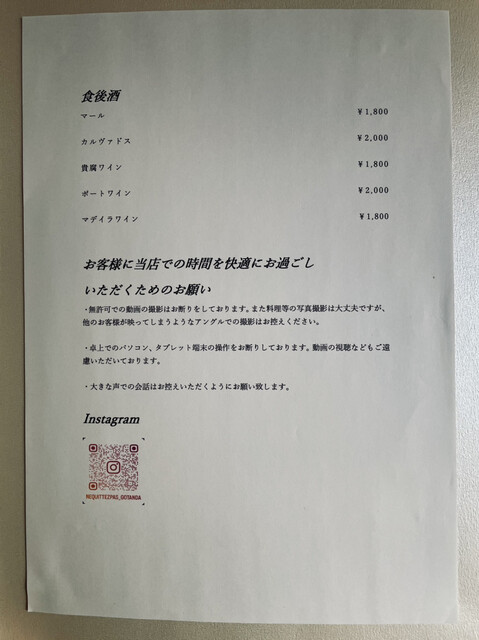 食後酒
マール ¥1,800
カルヴァドス ¥2,000
貴腐ワイン ¥1,800
ポートワイン ¥2,000
マデイラワイン ¥1,800
お客様に当店での時間を快適にお過ごし
いただくためのお願い
・無許可での動画の撮影はお断りをしております。また料理等の写真撮影は大丈夫ですが、
他のお客様が映ってしまうようなアングルでの撮影はお控えください。
・卓上でのパソコン、タブレット端末の操作をお断りしております。動画の視聴などもご遠
慮いただいております。
・大きな声での会話はお控えいただくようにお願い致します。
Instagram
NEQUITTEZPAS_GOTANDA